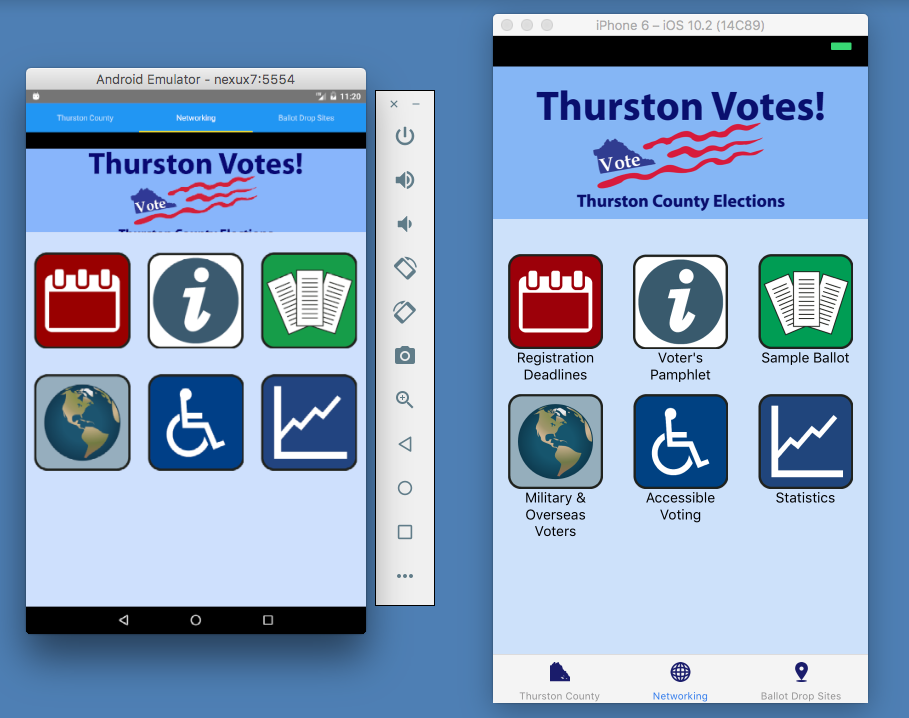 Android Emulator - nexux7:5554
11:20
Thurston County
Networking
Ballot Drop Sites
Thurston Votes!
Vote
Thurston County Elections
iPhone 6 – iOS 10.2 (14C89)
Thurston Votes!
Vote
Thurston County Elections
Registration
Deadlines
Voter's
Pamphlet
Sample Ballot
Military &
Overseas
Voters
Accessible
Voting
Statistics
Thurston County
Networking
Ballot Drop Sites